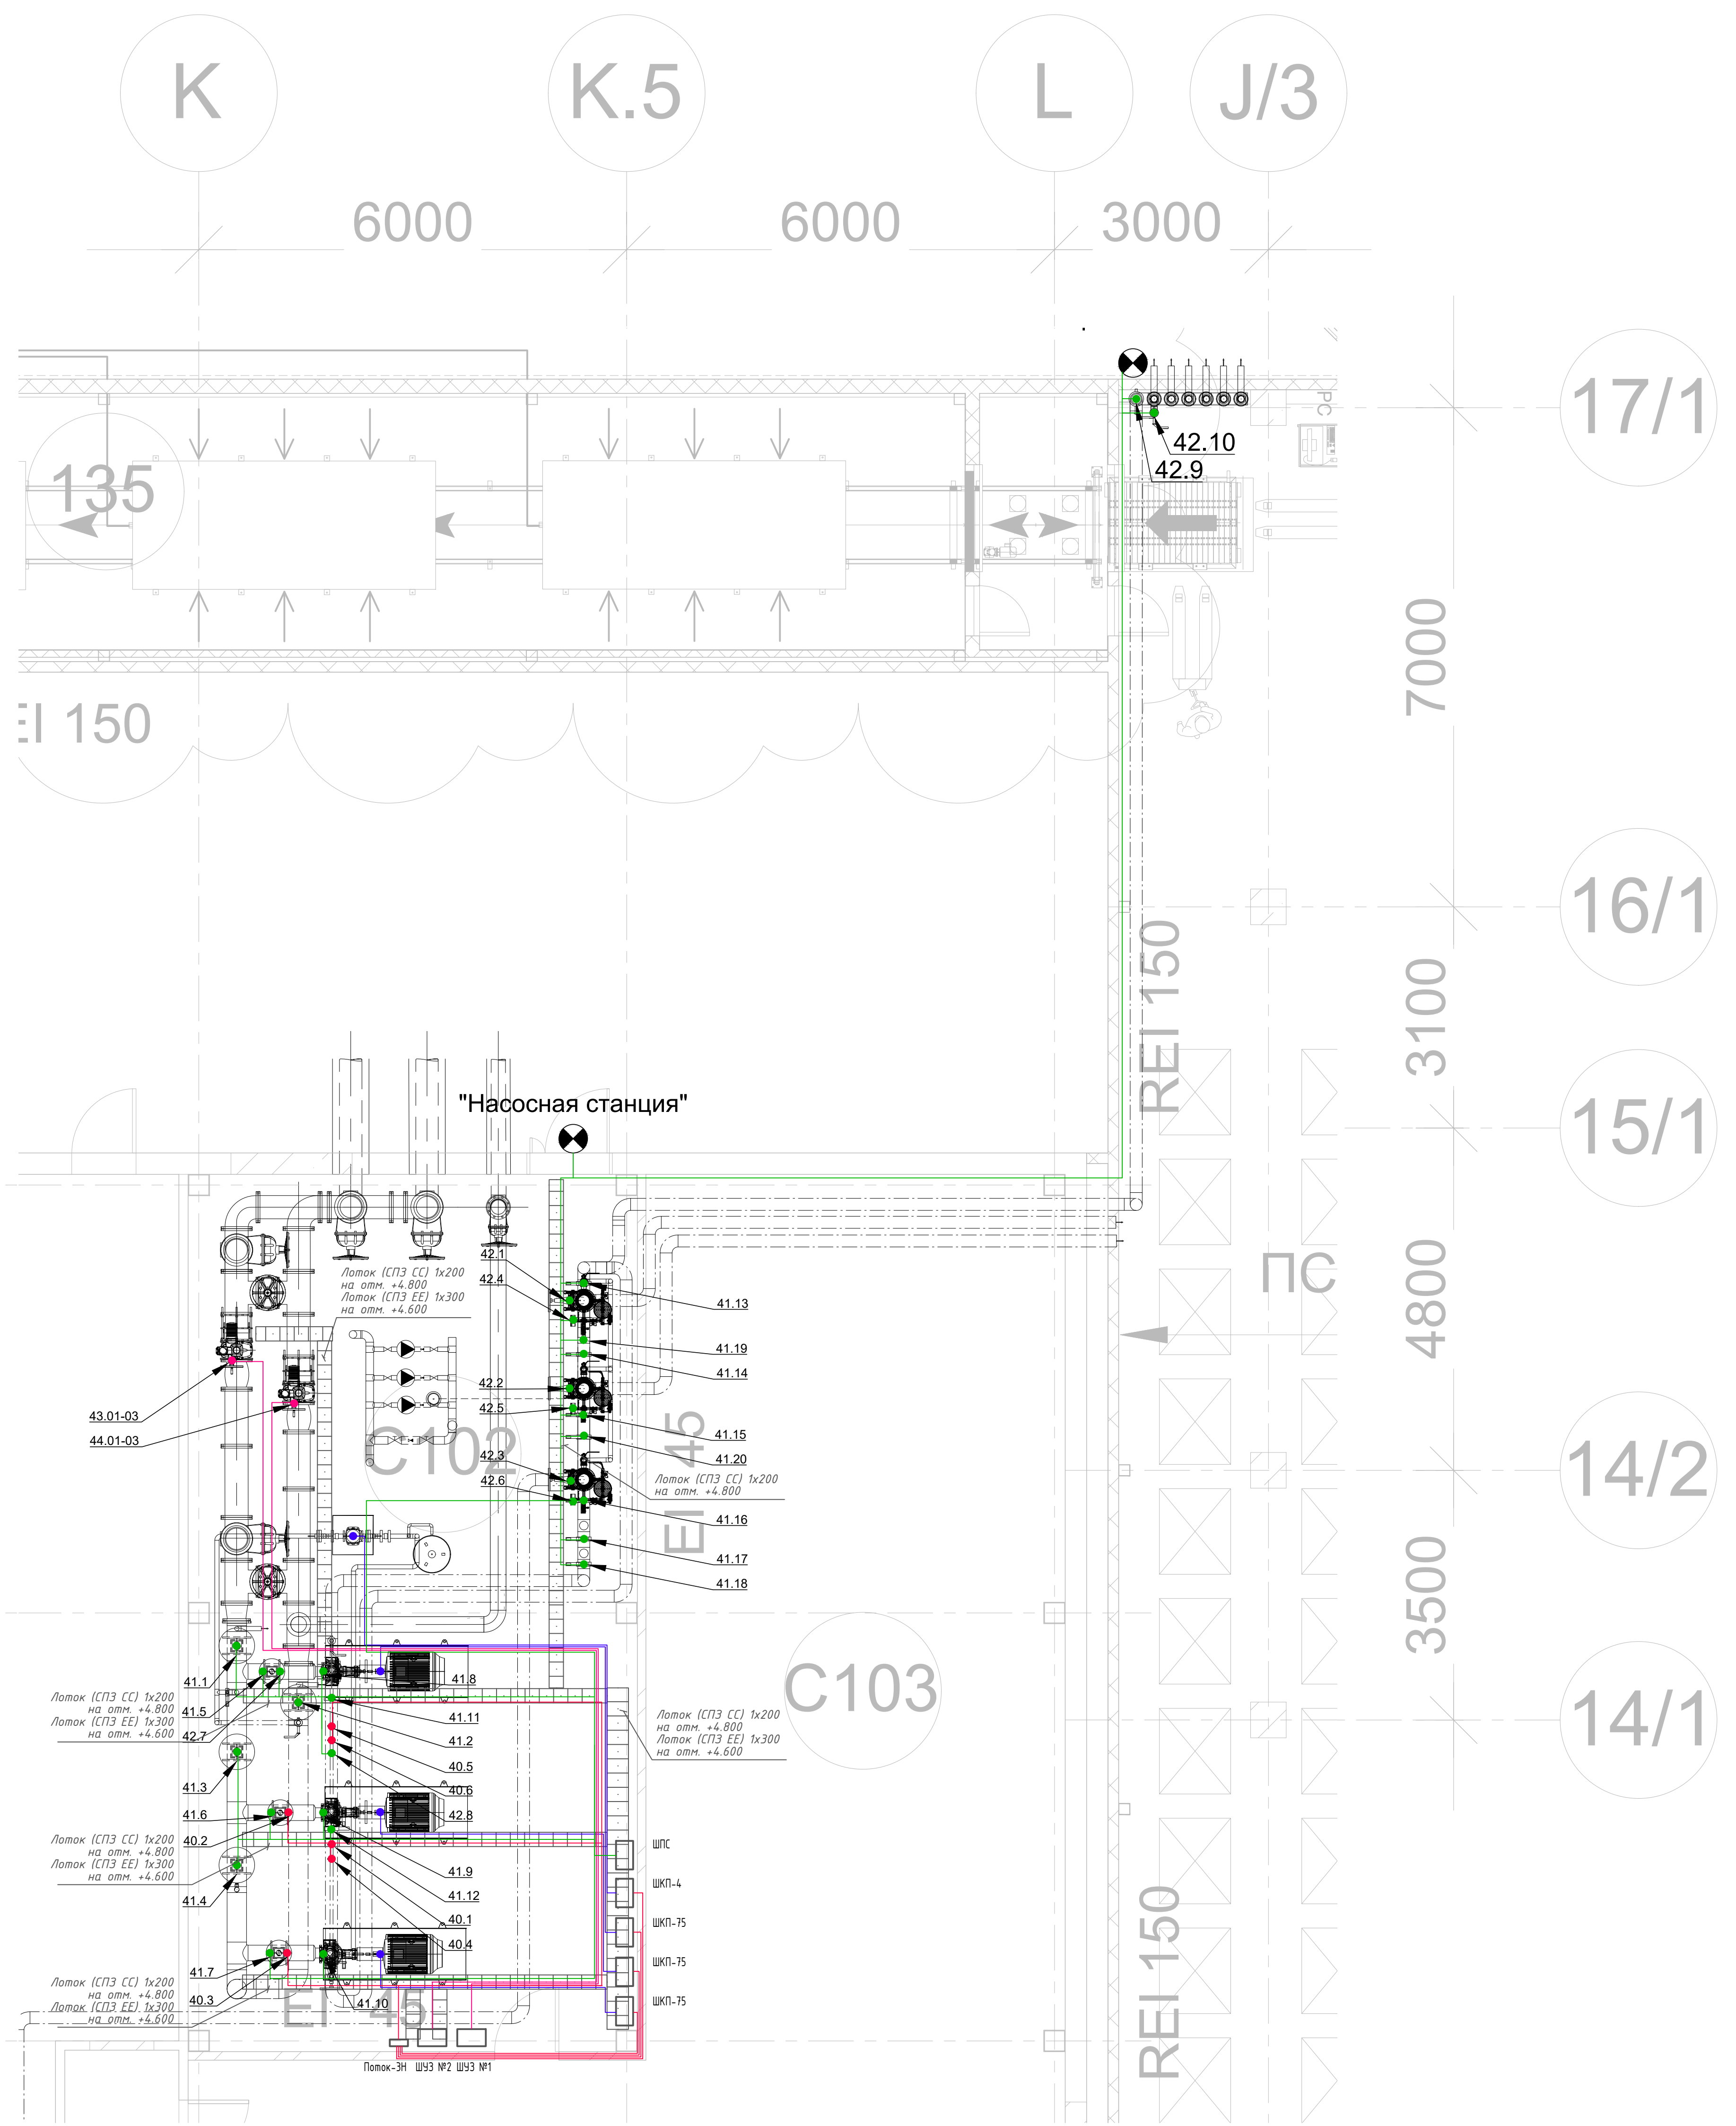 K
K.5
L
J/3
6000
6000
3000
17/1
РС
42.10
42.9
135
7000
EI 150
16/1
REI 150
3100
"Насосная станция"
15/1
42.1
Лоток (СПЗ СС) 1х200
на отм. +4.800
Лоток (СПЗ ЕЕ) 1х300
на отм. +4.600
42.4
41.13
ПС
4800
41.19
41.14
42.2
42.5
43.01-03
44.01-03
41.15
41.20
C102
42.3
42.6
EI 45
Лоток (СПЗ СС) 1х200
на отм. +4.800
14/2
41.16
41.17
41.18
3500
41.1
41.8
C103
Лоток (СПЗ СС) 1х200
на отм. +4.800
Лоток (СПЗ ЕЕ) 1х300
на отм. +4.600
41.5
42.7
41.11
41.2
40.5
40.6
42.8
Лоток (СПЗ СС) 1х200
на отм. +4.800
Лоток (СПЗ ЕЕ) 1х300
на отм. +4.600
14/1
41.3
41.6
40.2
Лоток (СПЗ СС) 1х200
на отм. +4.800
Лоток (СПЗ ЕЕ) 1х300
на отм. +4.600
41.4
41.9
41.12
40.1
40.4
ШПС
ШКП-4
ШКП-75
ШКП-75
ШКП-75
REI 150
41.7
Лоток (СПЗ СС) 1х200
на отм. +4.800
Лоток (СПЗ ЕЕ) 1х300
на отм. +4.600
40.3
41.10
EI 45
Поток-3Н
ШУЗ №2
ШУЗ №1